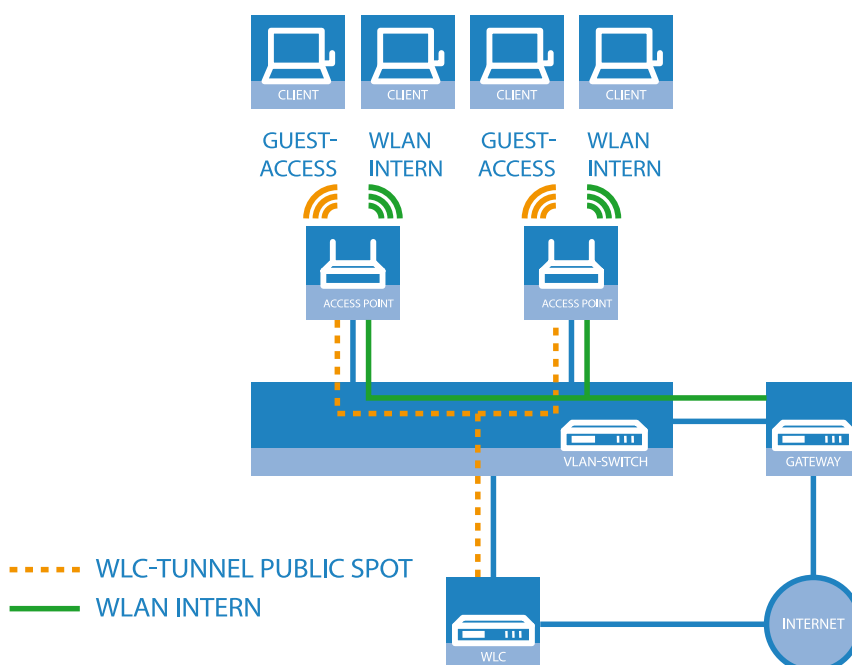 CLIENT
CLIENT
CLIENT
CLIENT
GUEST-
ACCESS
WLAN
INTERN
GUEST-
ACCESS
WLAN
INTERN
ACCESS POINT
ACCESS POINT
VLAN-SWITCH
GATEWAY
WLC-TUNNEL PUBLIC SPOT
WLAN INTERN
INTERNET
WLC